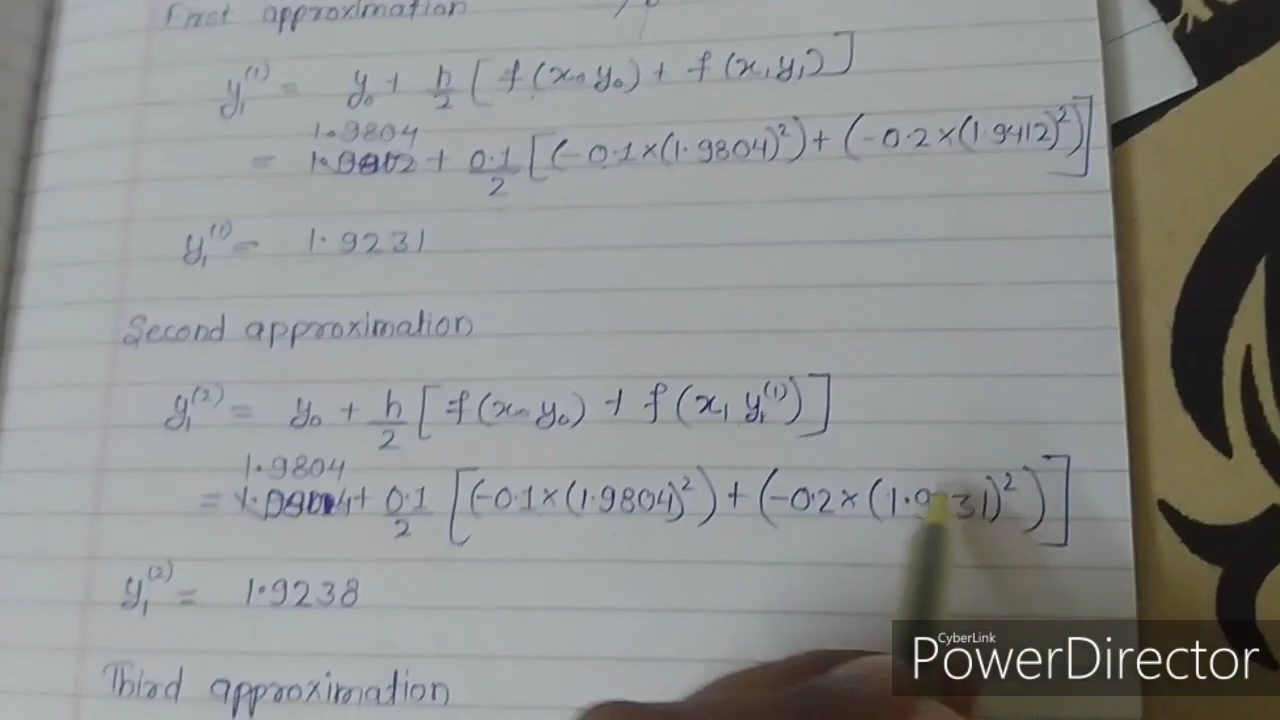 First approximation
y₁⁽¹⁾ = y₀ + h/2 [ f(x₀ y₀) + f(x₁ y₁) ]
1.9804
= + 0.1/2 [(-0.1×(1.9804)²) + (-0.2×(1.9412)²)]
y₁⁽¹⁾ = 1.9231
Second approximation
y₁⁽²⁾ = y₀ + h/2 [ f(x₀ y₀) + f(x₁ y₁⁽¹⁾) ]
1.9804
= + 0.1/2 [(-0.1×(1.9804)²) + (-0.2×(1.9231)²)]
y₁⁽²⁾ = 1.9238
Third approximation
CyberLink
PowerDirector